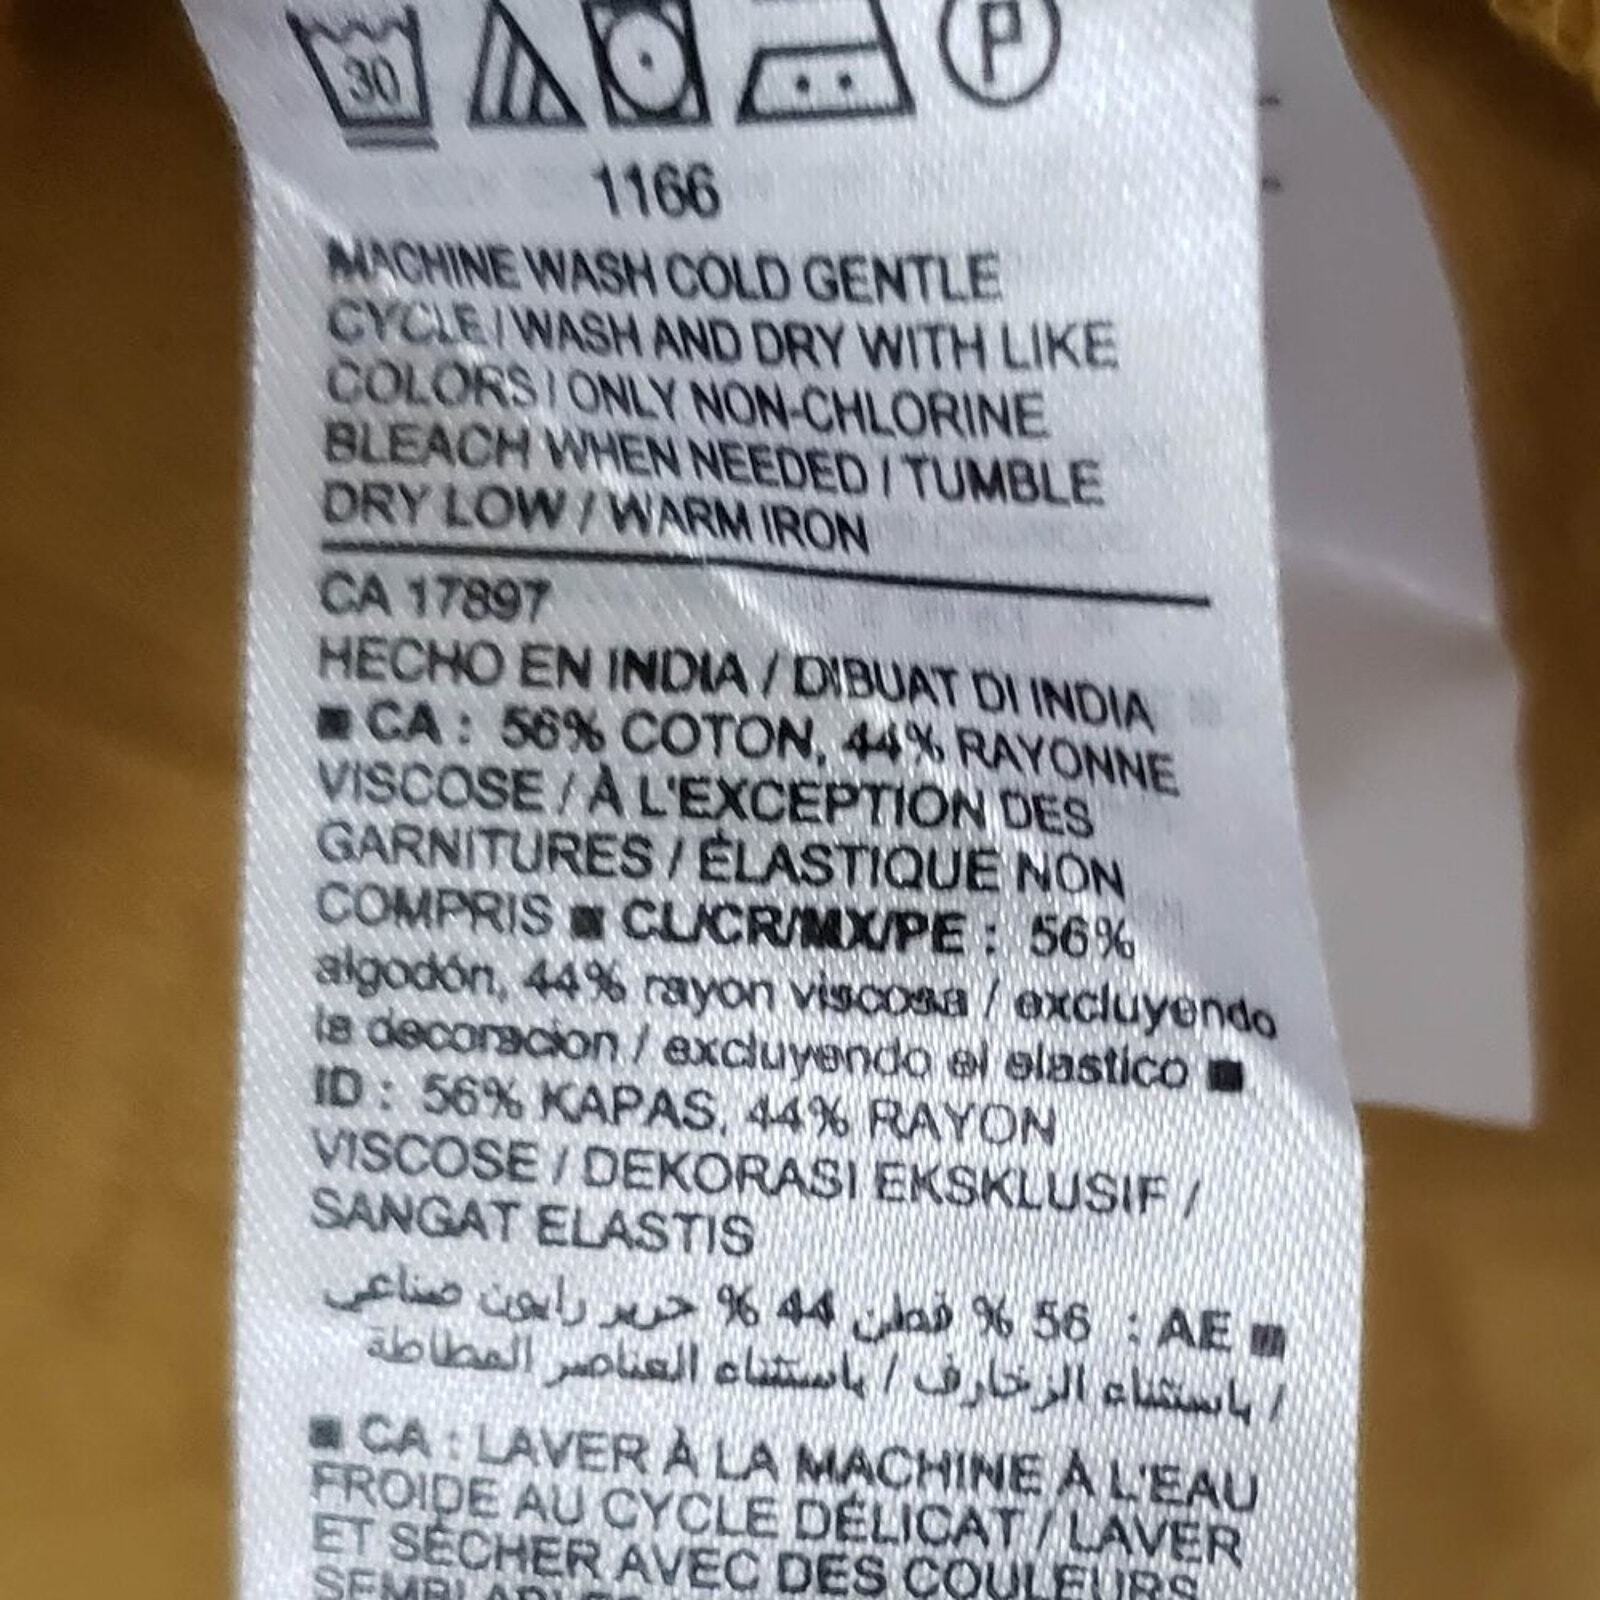 30 P
1166
MACHINE WASH COLD GENTLE
CYCLE / WASH AND DRY WITH LIKE
COLORS / ONLY NON-CHLORINE
BLEACH WHEN NEEDED / TUMBLE
DRY LOW / WARM IRON
CA 17897
HECHO EN INDIA / DIBUAT DI INDIA
■ CA : 56% COTON, 44% RAYONNE
VISCOSE / À L'EXCEPTION DES
GARNITURES / ÉLASTIQUE NON
COMPRIS ■ CL/CR/MX/PE : 56%
algodón, 44% rayon viscosa / excluyendo
la decoracion / excluyendo el elastico ■
ID : 56% KAPAS, 44% RAYON
VISCOSE / DEKORASI EKSKLUSIF /
SANGAT ELASTIS
■ AE : 56 % قطن 44 % حرير رايون صناعي
/ باستثناء الزخارف / باستثناء العناصر المطاطة
■ CA : LAVER À LA MACHINE À L'EAU
FROIDE AU CYCLE DÉLICAT / LAVER
ET SÉCHER AVEC DES COULEURS